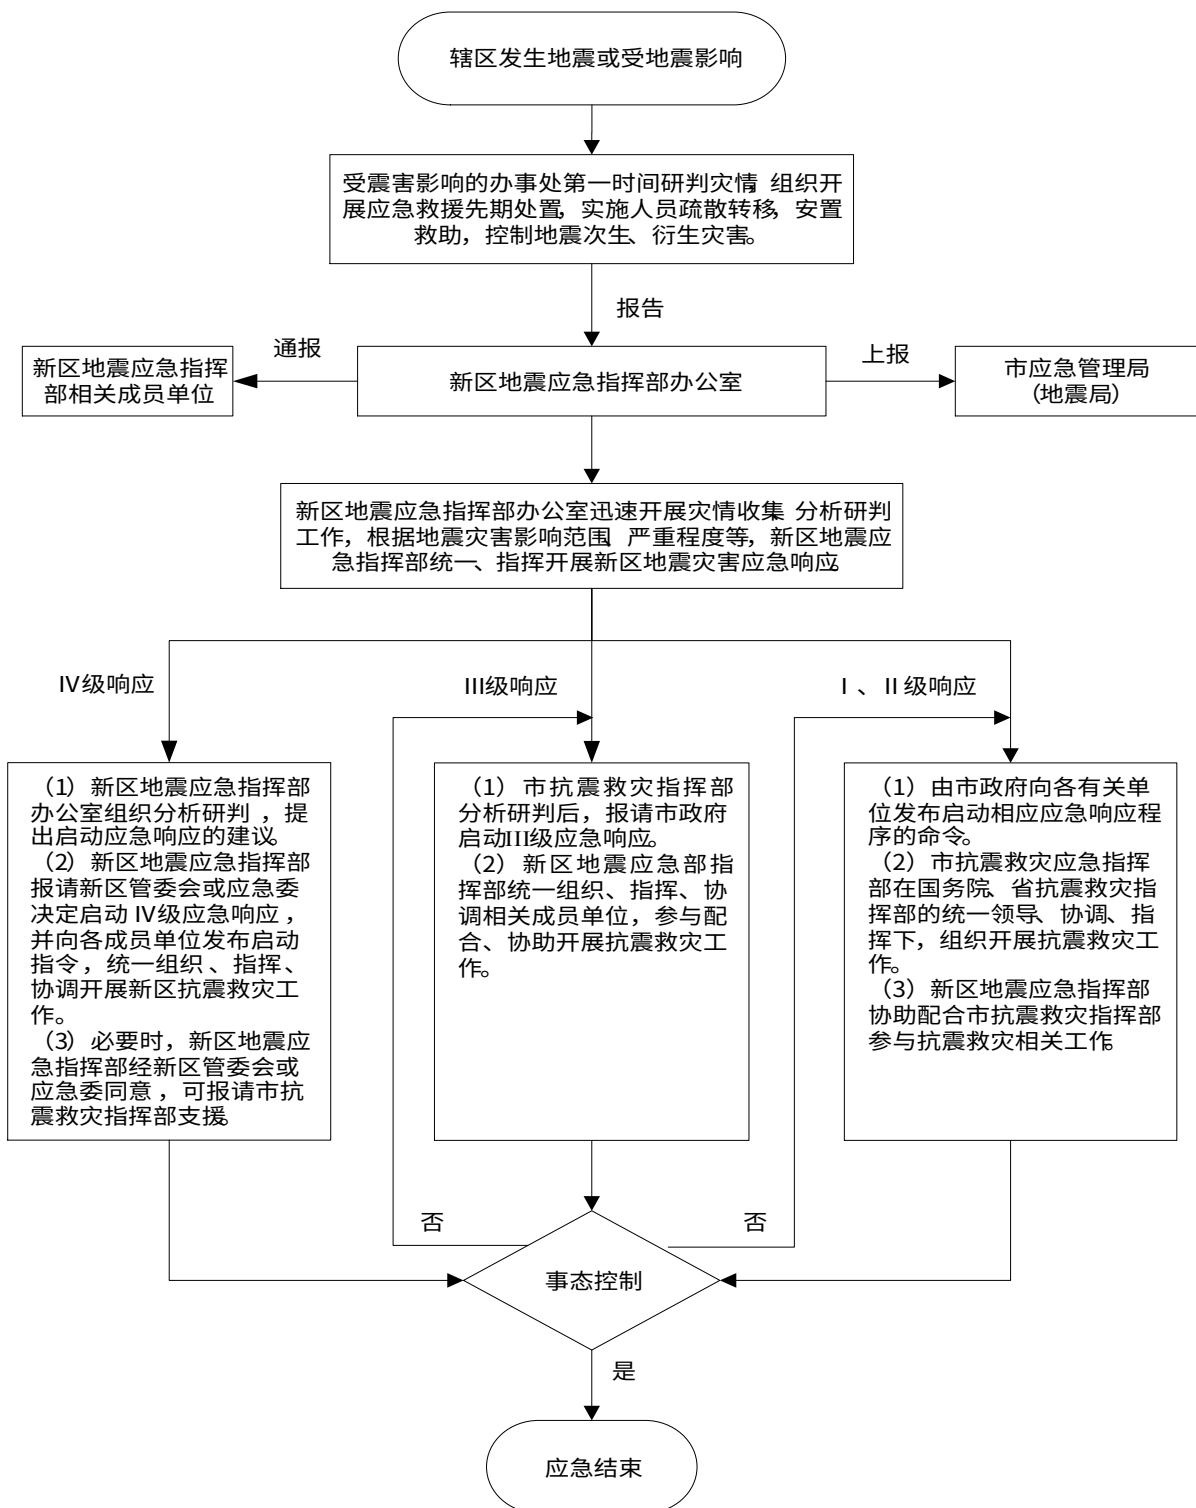 辖区发生地震或受地震影响
受震害影响的办事处第一时间研判灾情 组织开
展应急救援先期处置，实施人员疏散转移，安置
救助，控制地震次生、衍生灾害。
报告
通报
上报
新区地震应急指挥
部相关成员单位
新区地震应急指挥部办公室
市应急管理局
（地震局）
新区地震应急指挥部办公室迅速开展灾情收集 分析研判
工作，根据地震灾害影响范围、严重程度等，新区地震应
急指挥部统一、指挥开展新区地震灾害应急响应。
IV级响应
III级响应
I 、II 级响应
（1）新区地震应急指挥部
办公室组织分析研判，提
出启动应急响应的建议。
（2）新区地震应急指挥部
报请新区管委会或应急委
决定启动 IV级应急响应，
并向各成员单位发布启动
指令，统一组织、指挥、
协调开展新区抗震救灾工
作。
（3）必要时，新区地震应
急指挥部经新区管委会或
应急委同意，可报请市抗
震救灾指挥部支援。
（1）市抗震救灾指挥部
分析研判后，报请市政府
启动III级应急响应。
（2）新区地震应急部指
挥部统一组织、指挥、协
调相关成员单位，参与配
合、协助开展抗震救灾工
作。
（1）由市政府向各有关单
位发布启动相应应急响应程
序的命令。
（2）市抗震救灾应急指挥
部在国务院、省抗震救灾指
挥部的统一领导、协调、指
挥下，组织开展抗震救灾工
作。
（3）新区地震应急指挥部
协助配合市抗震救灾指挥部
参与抗震救灾相关工作。
否
否
事态控制
是
应急结束